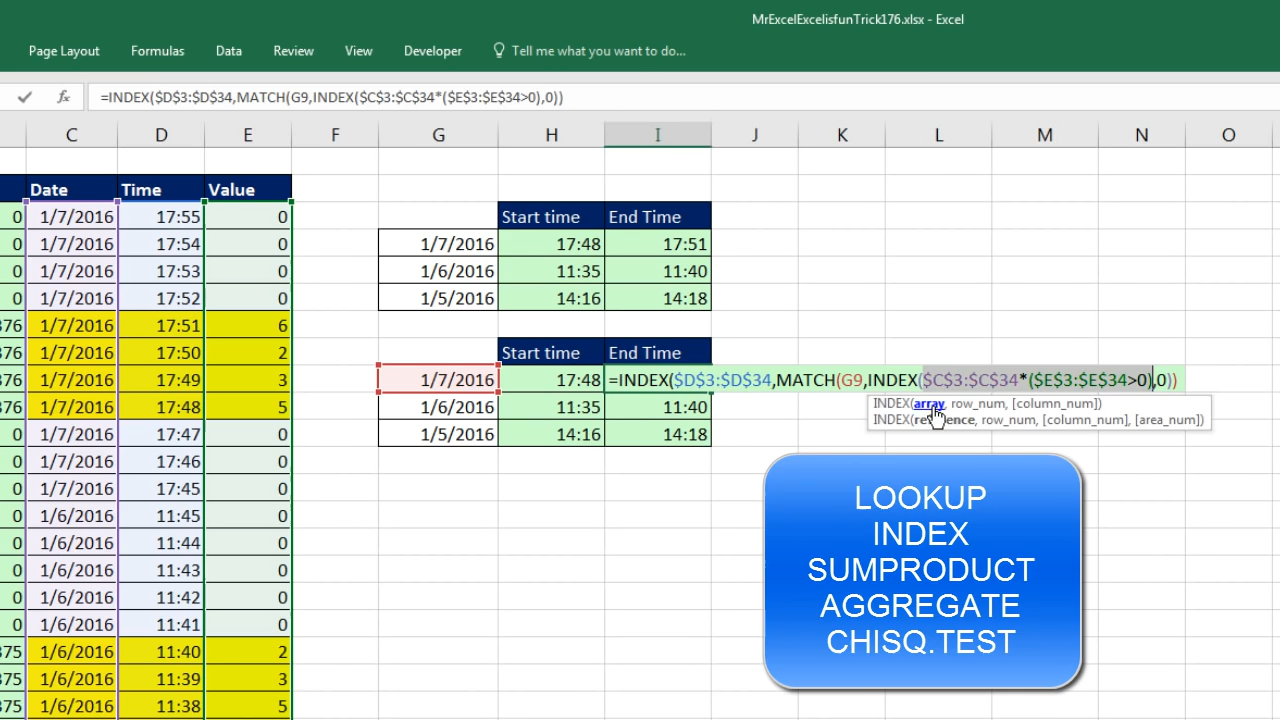 MrExcelExcelisfunTrick176.xlsx - Excel
Page Layout Formulas Data Review View Developer Tell me what you want to do...
fx =INDEX($D$3:$D$34,MATCH(G9,INDEX($C$3:$C$34*($E$3:$E$34>0),0))
C D E F G H I J K L M N O
Date Time Value
0 1/7/2016 17:55 0 Start time End Time
0 1/7/2016 17:54 0 1/7/2016 17:48 17:51
0 1/7/2016 17:53 0 1/6/2016 11:35 11:40
0 1/7/2016 17:52 0 1/5/2016 14:16 14:18
376 1/7/2016 17:51 6
376 1/7/2016 17:50 2 Start time End Time
376 1/7/2016 17:49 3 1/7/2016 17:48 =INDEX($D$3:$D$34,MATCH(G9,INDEX($C$3:$C$34*($E$3:$E$34>0),0))
376 1/7/2016 17:48 5 1/6/2016 11:35 11:40
INDEX(array, row_num, [column_num])
INDEX(reference, row_num, [column_num], [area_num])
0 1/7/2016 17:47 0 1/5/2016 14:16 14:18
0 1/7/2016 17:46 0
0 1/7/2016 17:45 0
0 1/6/2016 11:45 0
0 1/6/2016 11:44 0
0 1/6/2016 11:43 0
0 1/6/2016 11:42 0
0 1/6/2016 11:41 0
375 1/6/2016 11:40 2
375 1/6/2016 11:39 3
375 1/6/2016 11:38 5
LOOKUP
INDEX
SUMPRODUCT
AGGREGATE
CHISQ.TEST